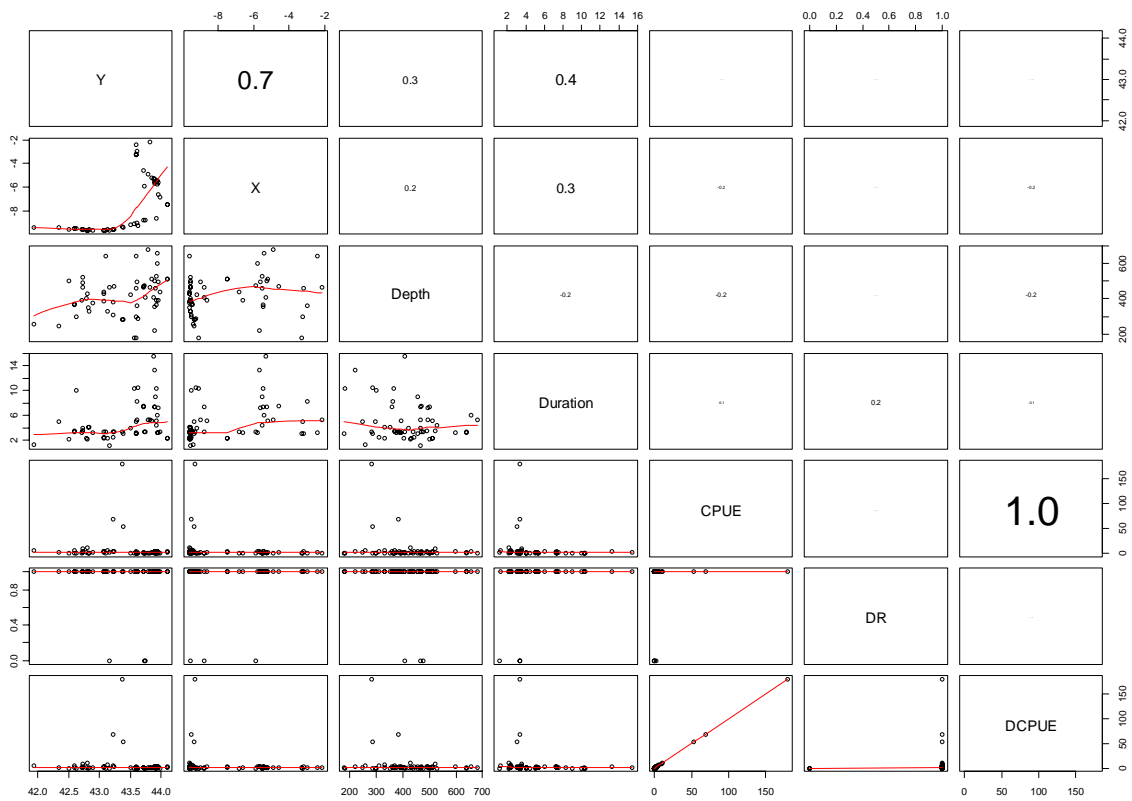 -8 -6 -4 -2 2 4 6 8 10 12 14 16 0.0 0.2 0.4 0.6 0.8 1.0
Y 0.7 0.3 0.4 42.0 43.0 44.0
-8 -6 -4 -2 X 0.2 0.3 -0.2 -0.2
Depth -0.2 -0.2 -0.2 200 400 600
2 6 10 14 Duration -0.1 0.2 -0.1
CPUE 1.0 0 50 100 150
0.0 0.4 0.8 DR
DCPUE 0 50 100 150
42.0 42.5 43.0 43.5 44.0 200 300 400 500 600 700 0 50 100 150 0 50 100 150